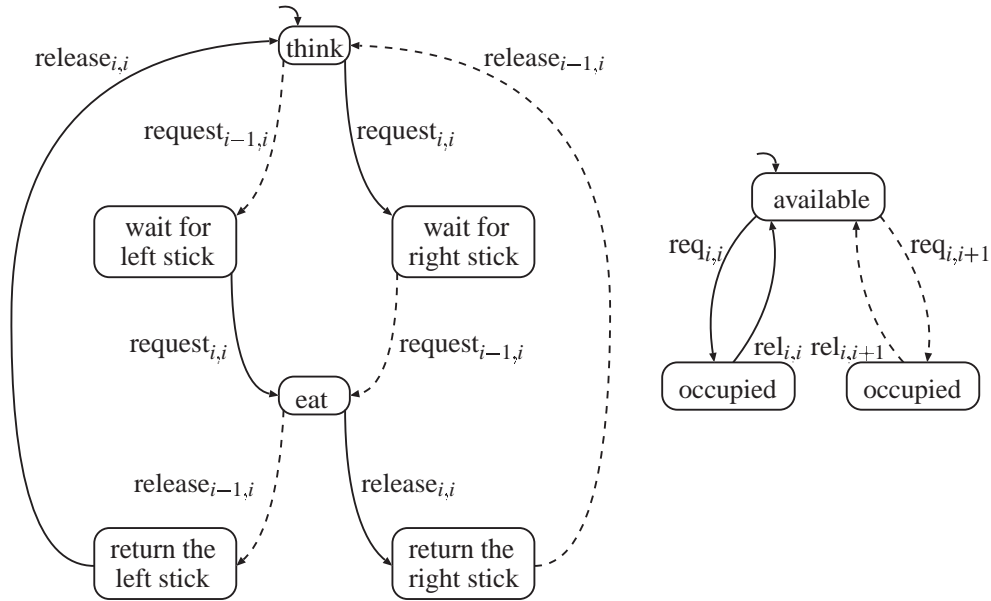 think
release_{i,i}
release_{i−1,i}
request_{i−1,i}
request_{i,i}
wait for
left stick
wait for
right stick
request_{i,i}
request_{i−1,i}
eat
release_{i−1,i}
release_{i,i}
return the
left stick
return the
right stick
available
req_{i,i}
req_{i,i+1}
rel_{i,i}
rel_{i,i+1}
occupied
occupied